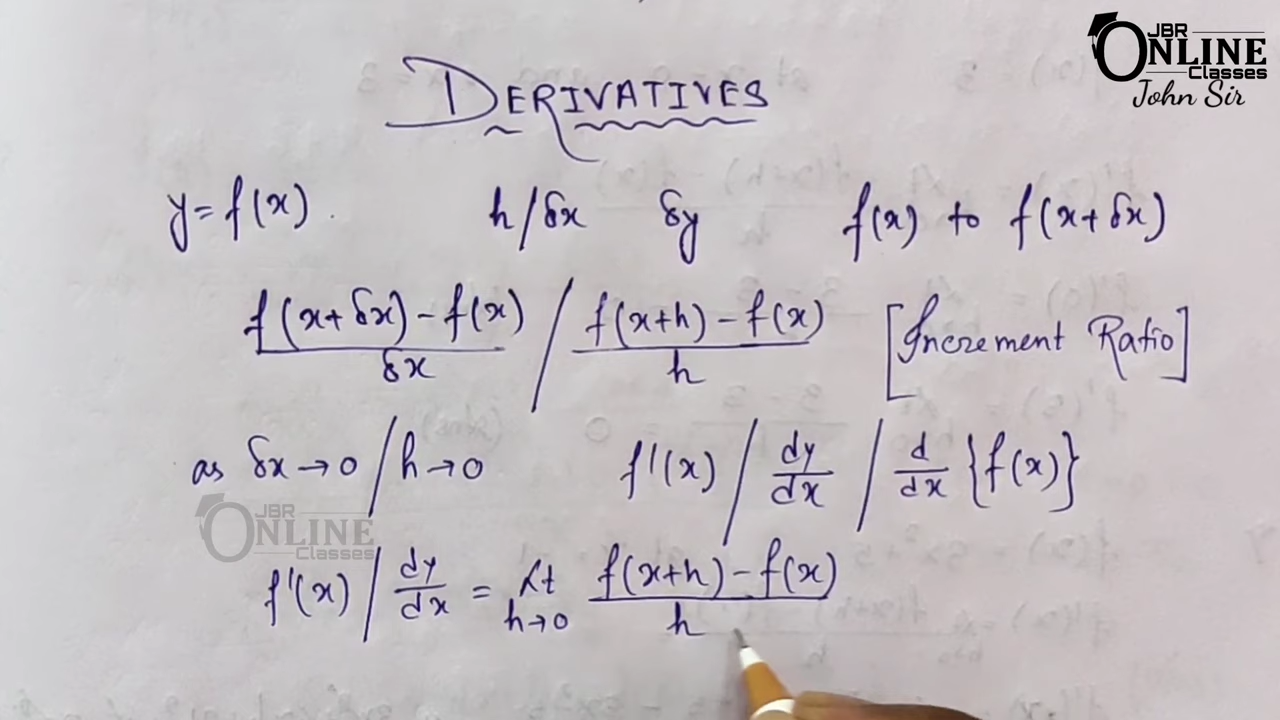 JBR
ONLINE
Classes
John Sir
DERIVATIVES
y = f(x). h/δx δy f(x) to f(x+δx)
f(x+δx) - f(x) / δx / f(x+h) - f(x) / h [Increment Ratio]
as δx→0 / h→0 f'(x) / dy/dx / d/dx {f(x)}
JBR
ONLINE
Classes
f'(x) / dy/dx = Lt h→0 f(x+h) - f(x) / h